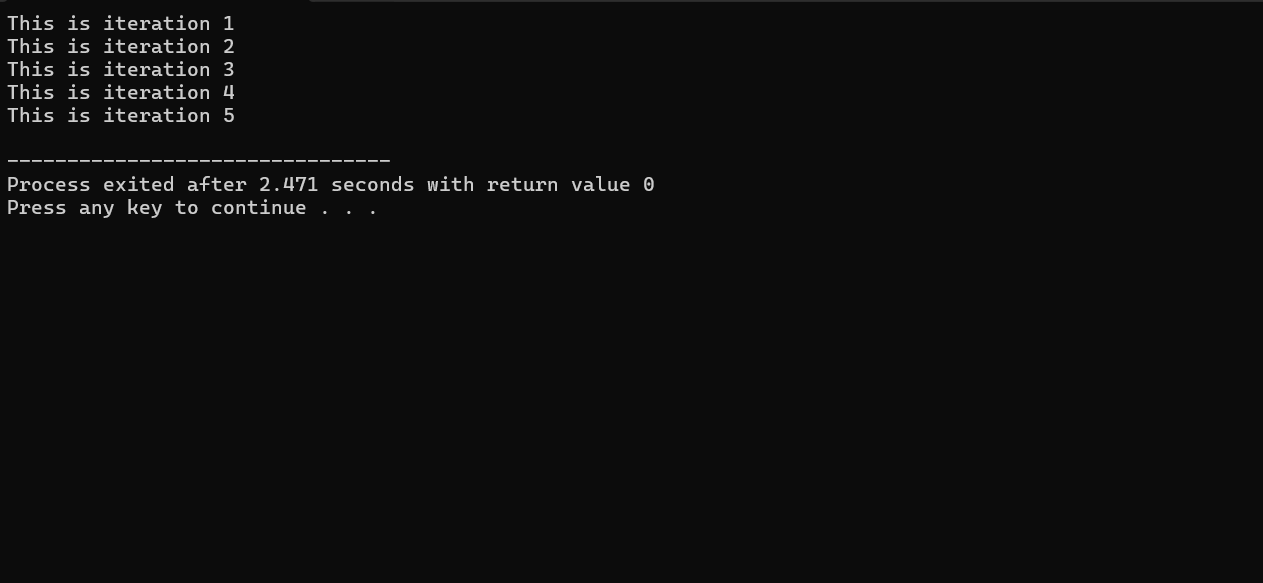 This is iteration 1
This is iteration 2
This is iteration 3
This is iteration 4
This is iteration 5
--------------------------------
Process exited after 2.471 seconds with return value 0
Press any key to continue . . .